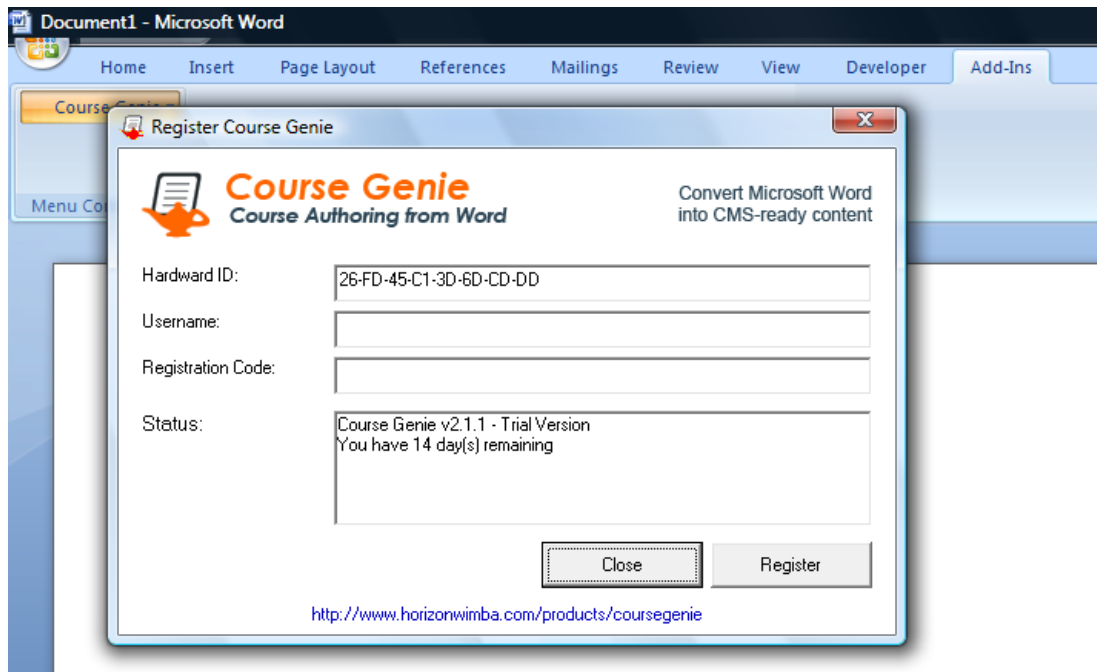 Document1 - Microsoft Word
Home Insert Page Layout References Mailings Review View Developer Add-Ins
Course Genie
Register Course Genie
Course Genie
Course Authoring from Word
Convert Microsoft Word
into CMS-ready content
Menu
Hardward ID: 26-FD-45-C1-3D-6D-CD-DD
Username:
Registration Code:
Status: Course Genie v2.1.1 - Trial Version
You have 14 day(s) remaining
Close Register
http://www.horizonwimba.com/products/coursegenie